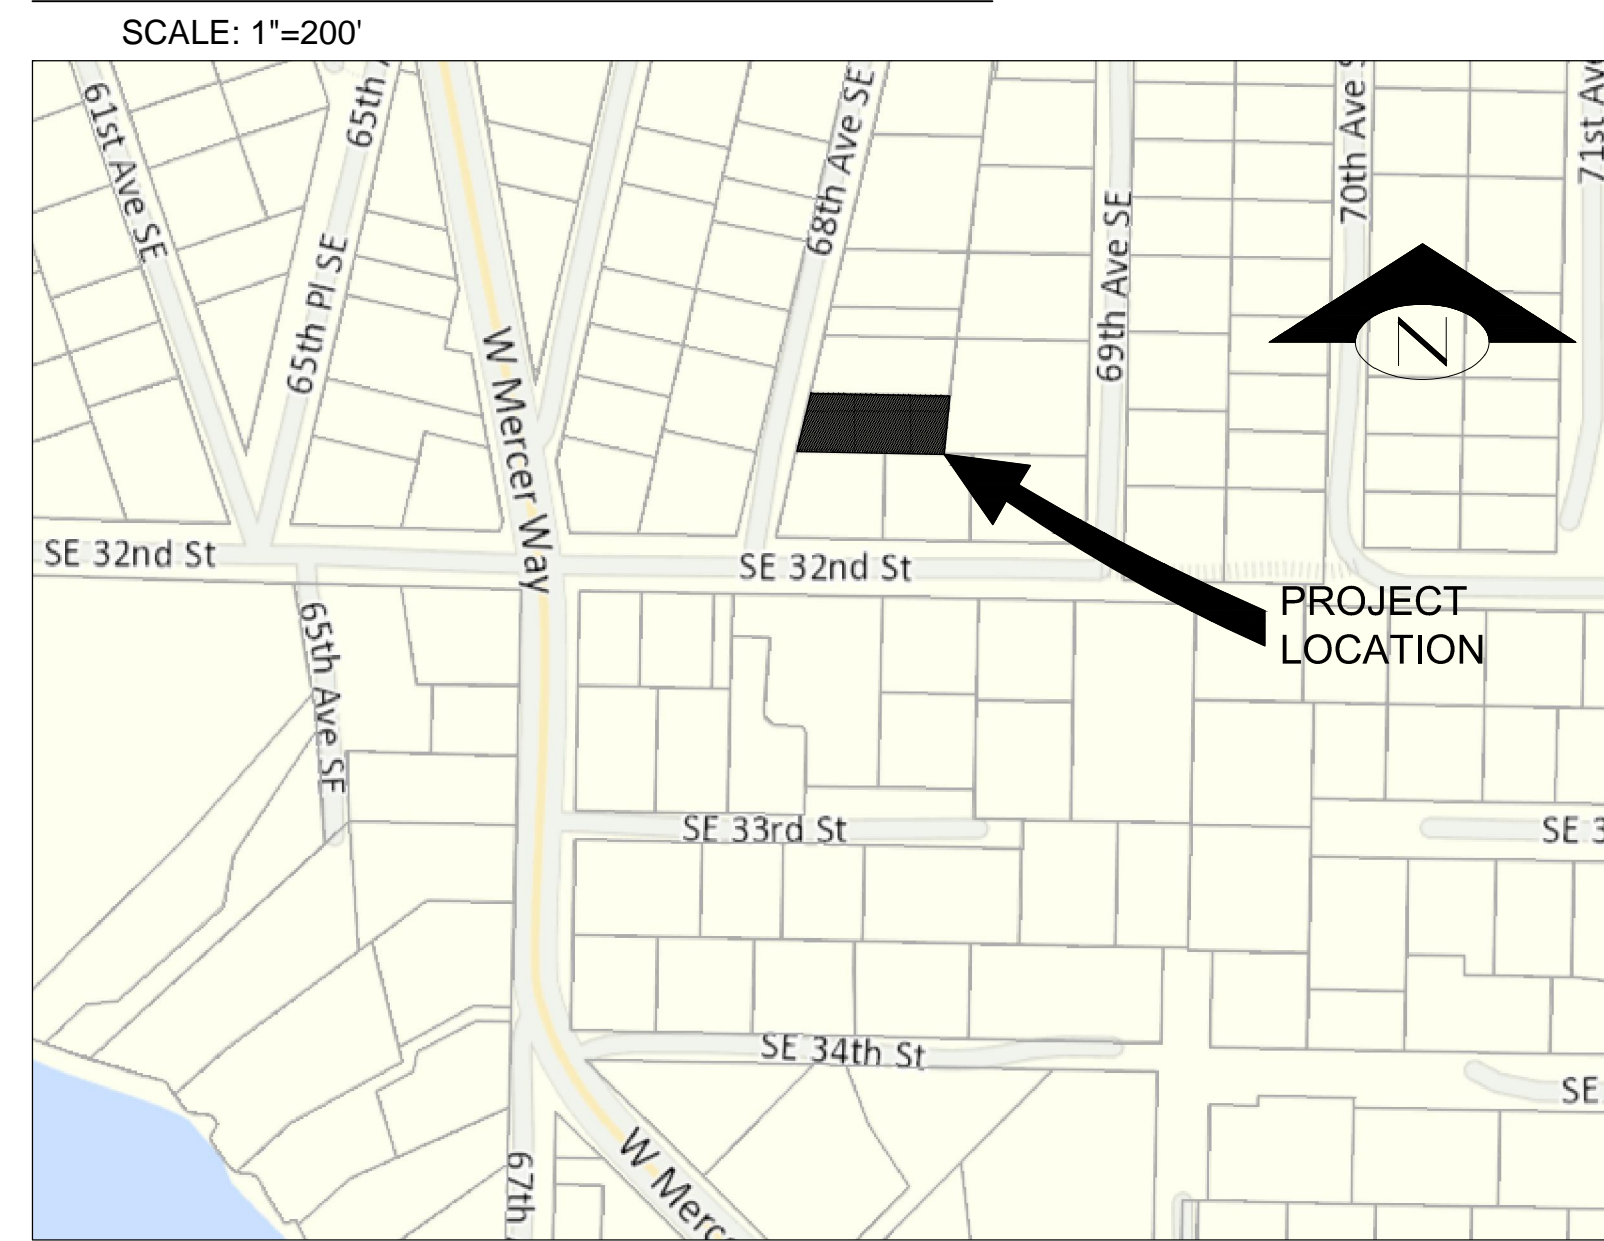 SCALE: 1"=200'
61st Ave SE
65th A
65th Pl SE
W Mercer Way
68th Ave SE
69th Ave SE
70th Ave S
71st Ave
N
SE 32nd St
SE 32nd St
PROJECT
LOCATION
65th Ave SE
SE 33rd St
SE 3
SE 34th St
SE
67th
W Merce